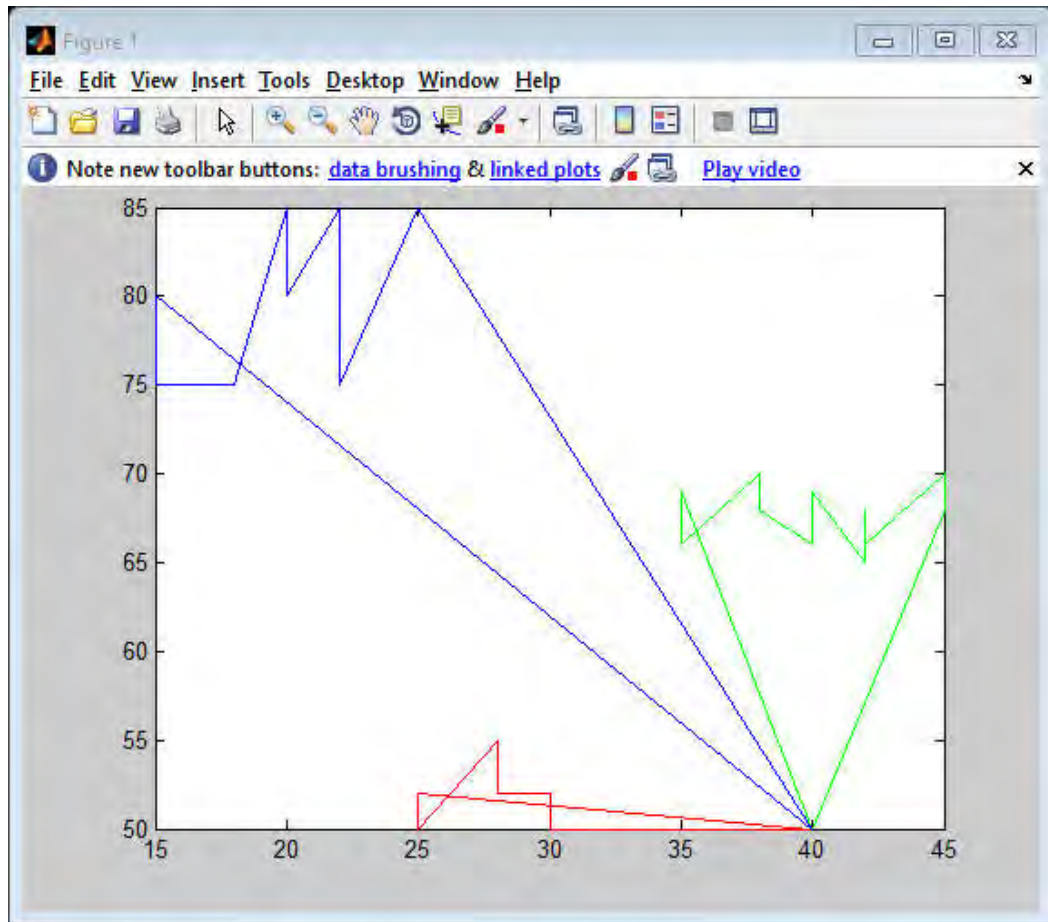 Figure 1
File Edit View Insert Tools Desktop Window Help
Note new toolbar buttons: data brushing & linked plots Play video
85
80
75
70
65
60
55
50
15 20 25 30 35 40 45